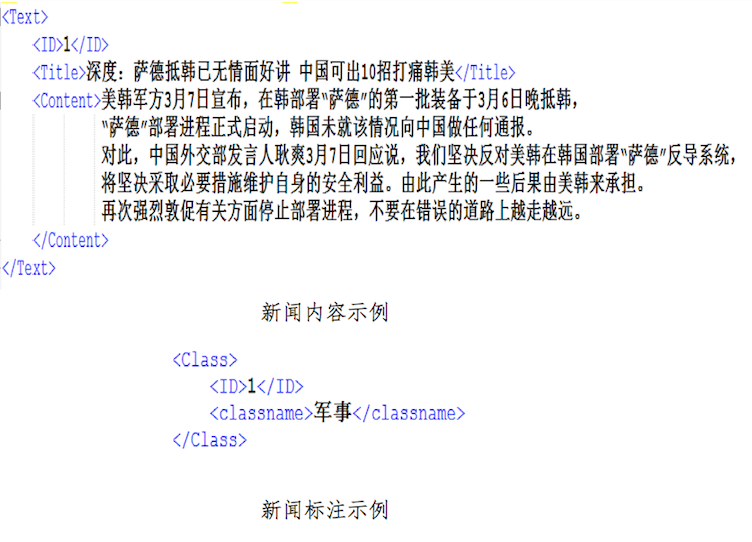 <Text>
<ID>1</ID>
<Title>深度：萨德抵韩已无情面好讲 中国可出10招打痛韩美</Title>
<Content>美韩军方3月7日宣布，在韩部署“萨德”的第一批装备于3月6日晚抵韩，
“萨德”部署进程正式启动，韩国未就该情况向中国做任何通报。
对此，中国外交部发言人耿爽3月7日回应说，我们坚决反对美韩在韩国部署“萨德”反导系统，
将坚决采取必要措施维护自身的安全利益。由此产生的一些后果由美韩来承担。
再次强烈敦促有关方面停止部署进程，不要在错误的道路上越走越远。
</Content>
</Text>
新闻内容示例
<Class>
<ID>1</ID>
<classname>军事</classname>
</Class>
新闻标注示例